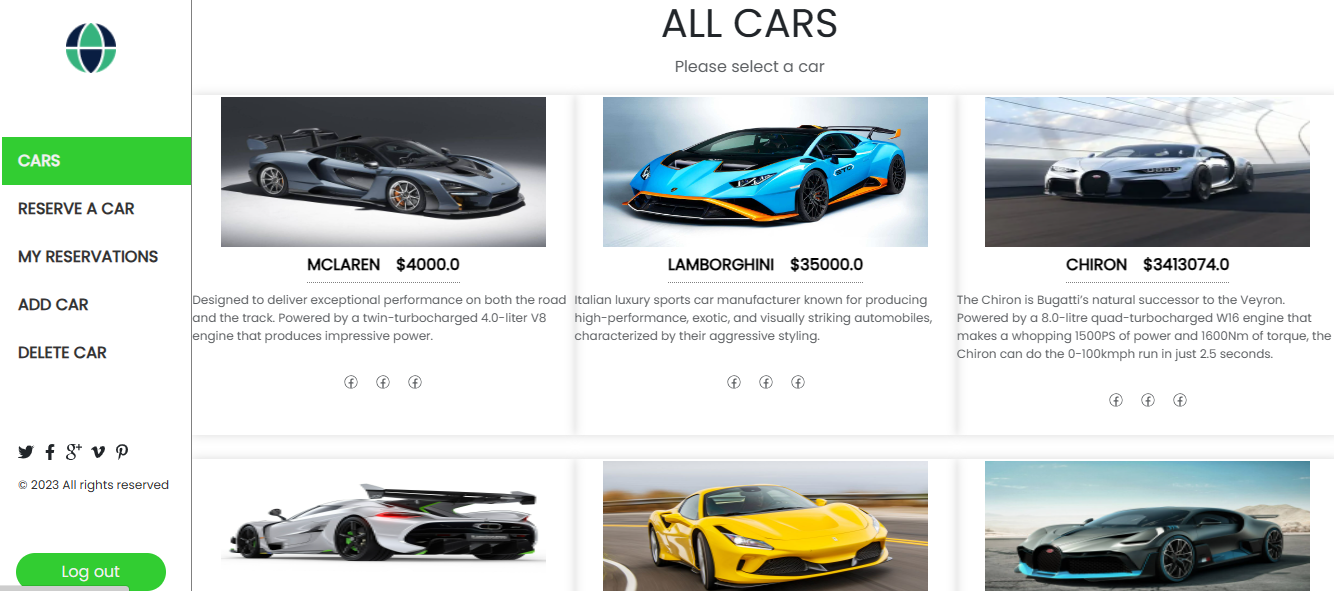 ALL CARS
Please select a car
CARS
RESERVE A CAR
MY RESERVATIONS
ADD CAR
DELETE CAR
© 2023 All rights reserved
Log out
MCLAREN $4000.0
Designed to deliver exceptional performance on both the road
and the track. Powered by a twin-turbocharged 4.0-liter V8
engine that produces impressive power.
LAMBORGHINI $35000.0
Italian luxury sports car manufacturer known for producing
high-performance, exotic, and visually striking automobiles,
characterized by their aggressive styling.
CHIRON $3413074.0
The Chiron is Bugatti’s natural successor to the Veyron.
Powered by a 8.0-litre quad-turbocharged W16 engine that
makes a whopping 1500PS of power and 1600Nm of torque, the
Chiron can do the 0-100kmph run in just 2.5 seconds.